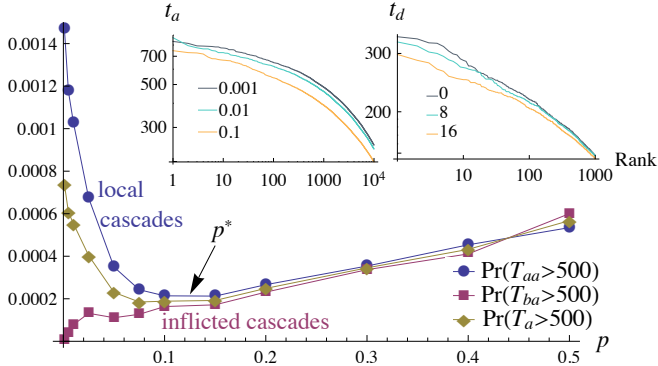 t_a
700
500
300
0.001
0.01
0.1
1 10 100 1000 10^4
t_d
300
200
0
8
16
10 100 1000
Rank
0.0014
0.0012
0.001
0.0008
0.0006
0.0004
0.0002
local
cascades
p*
inflicted cascades
Pr(T_aa>500)
Pr(T_ba>500)
Pr(T_a>500)
0.1 0.2 0.3 0.4 0.5
p